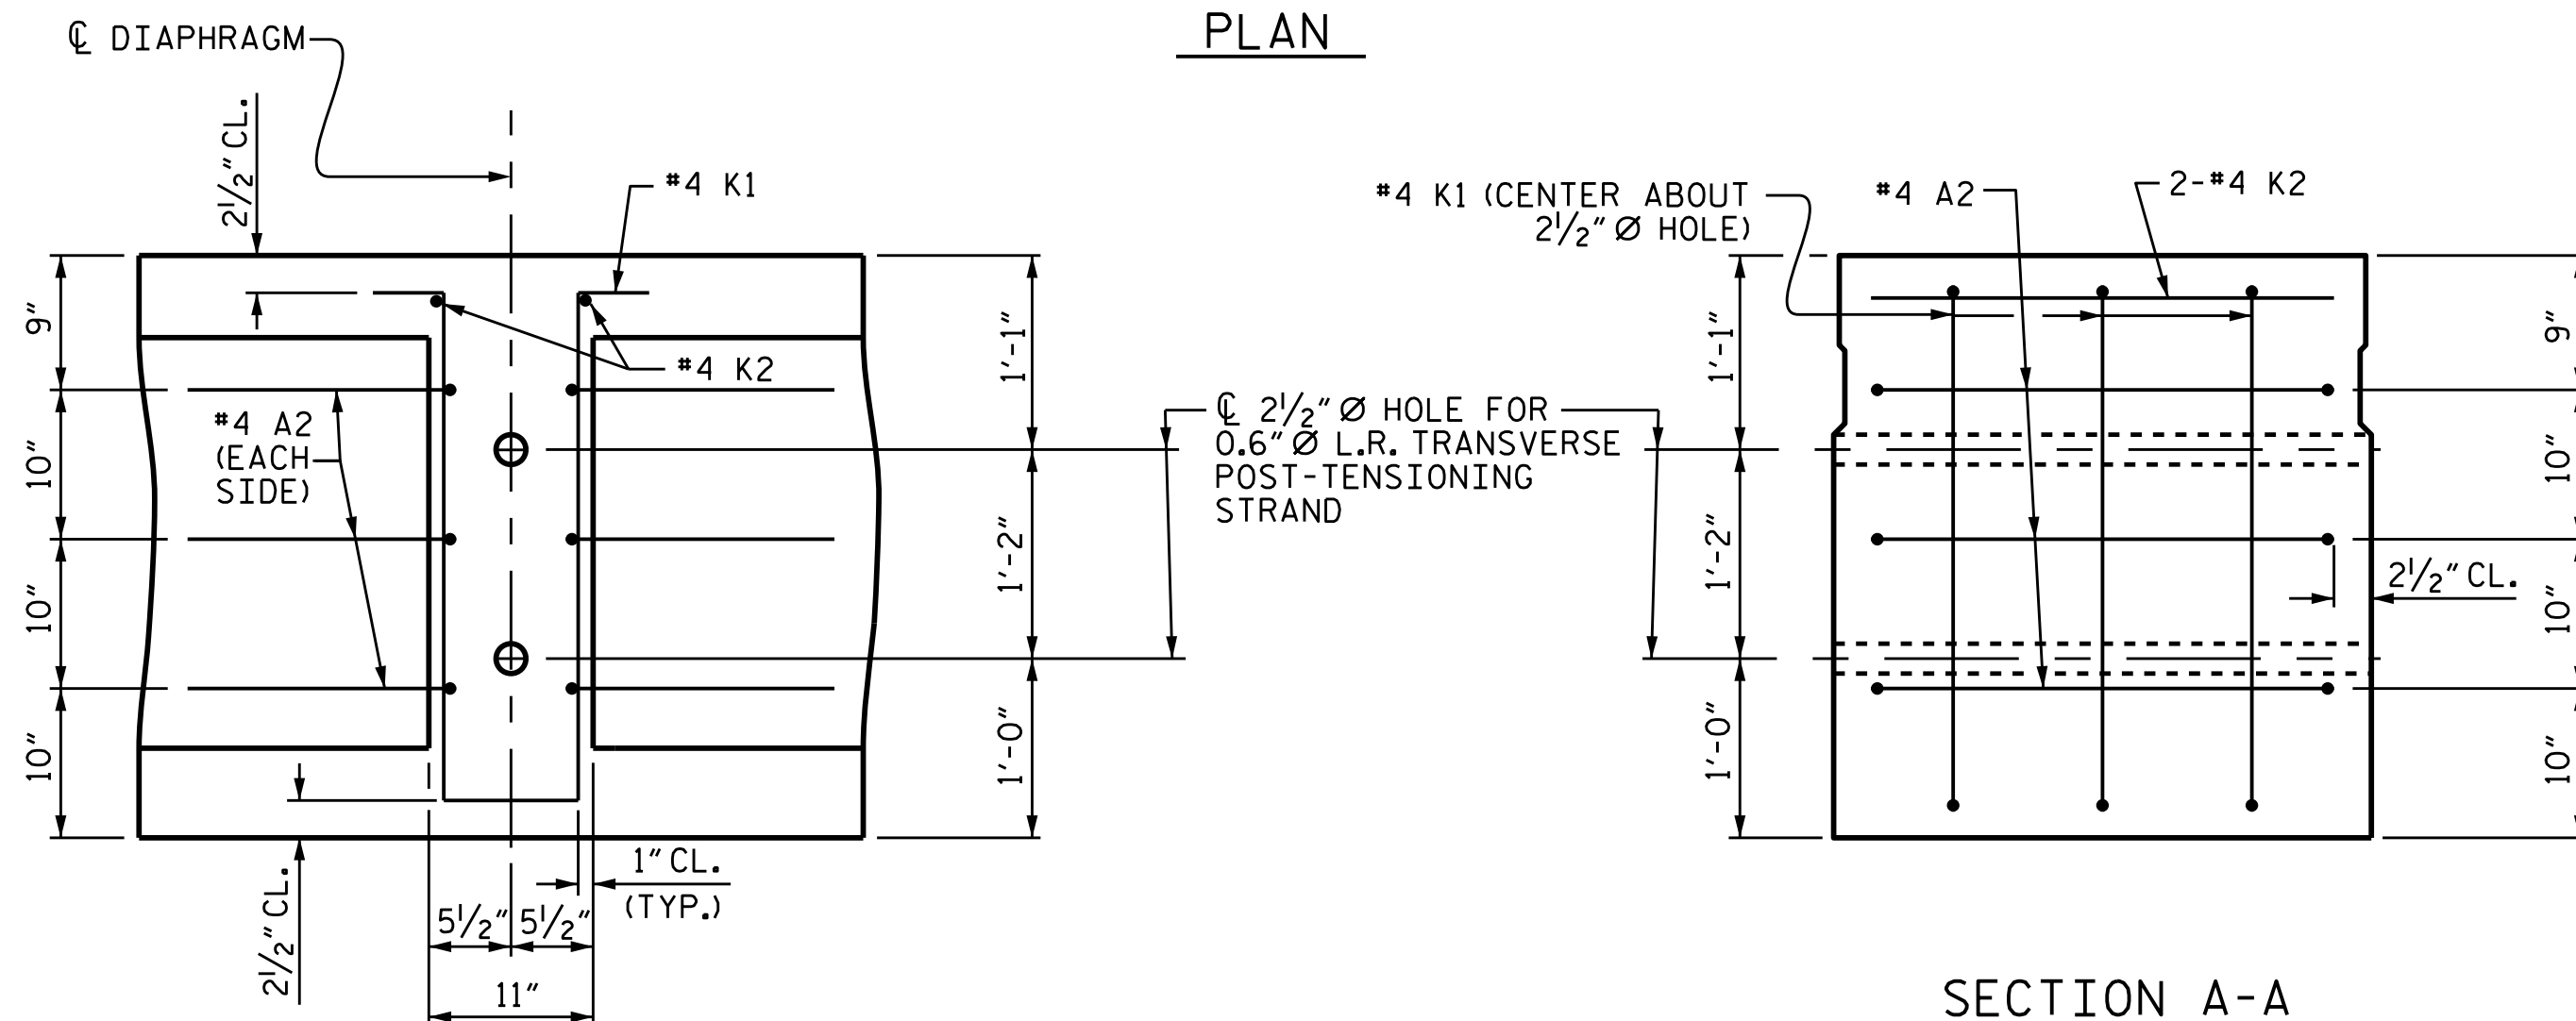 PLAN
℄ DIAPHRAGM
2½" CL.
#4 K1
#4 K2
9"
10"
10"
10"
#4 A2
(EACH
SIDE)
1'-1"
1'-2"
1'-0"
2½" CL.
1" CL.
(TYP.)
5½"
5½"
11"
℄ 2½" Ø HOLE FOR
0.6" Ø L.R. TRANSVERSE
POST-TENSIONING
STRAND
#4 K1 (CENTER ABOUT
2½" Ø HOLE)
#4 A2
2-#4 K2
1'-1"
1'-2"
1'-0"
9"
10"
10"
10"
2½" CL.
SECTION A-A